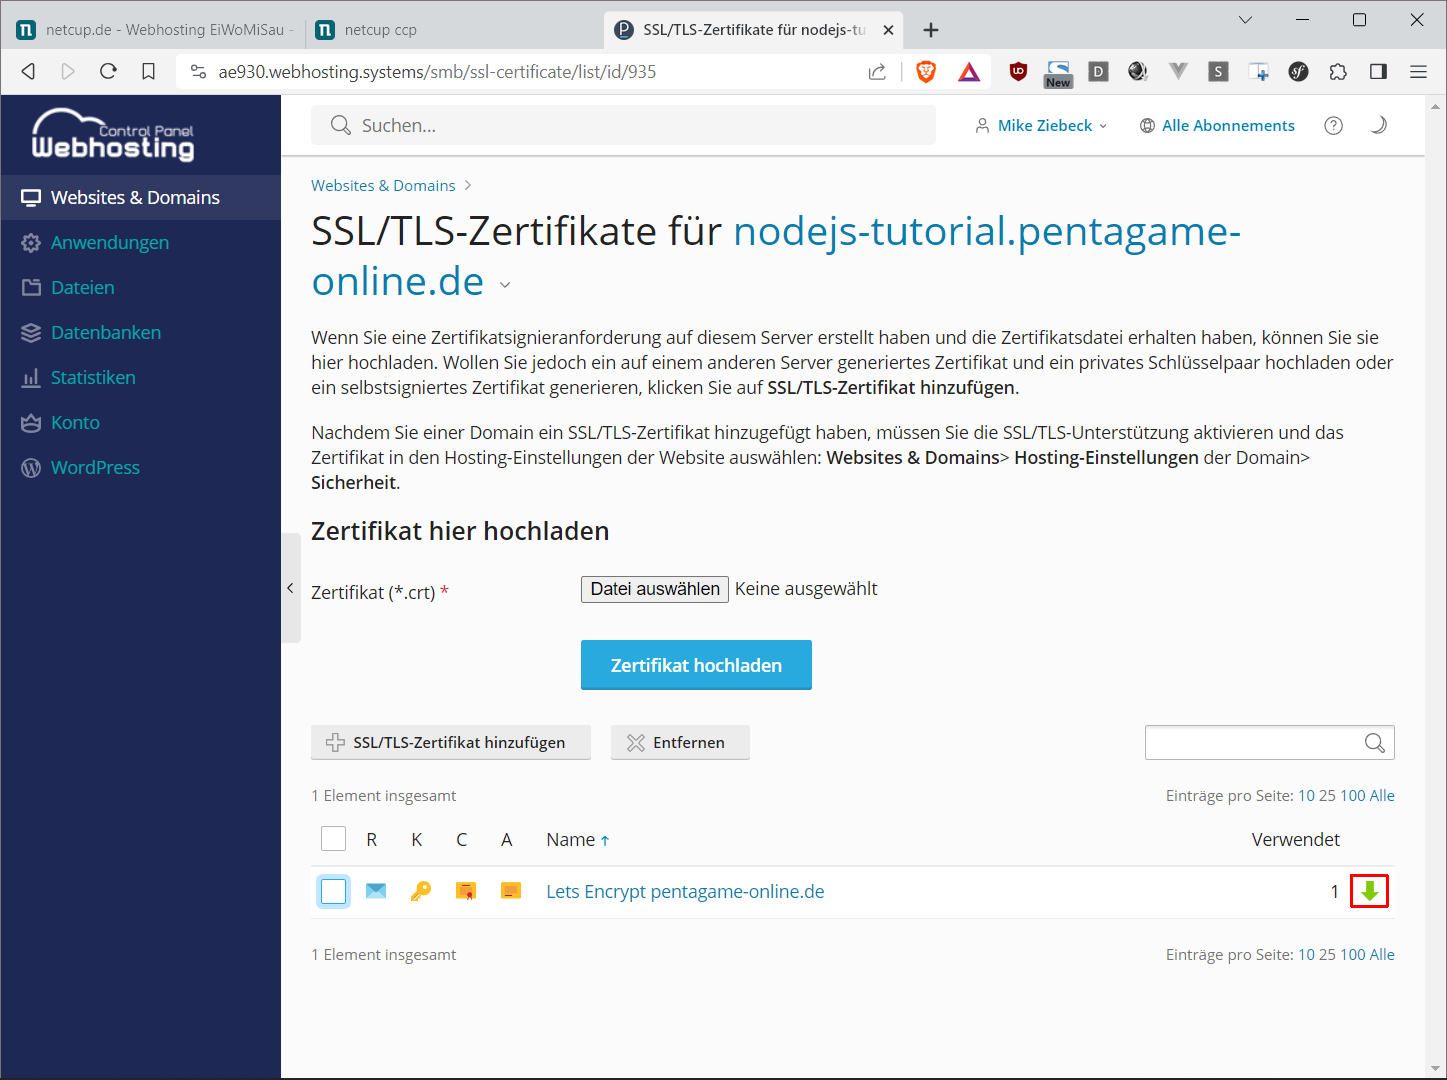 netcup.de - Webhosting EiWoMiSau -
netcup ccp
SSL/TLS-Zertifikate für nodejs-tu
ae930.webhosting.systems/smb/ssl-certificate/list/id/935
New
D
S
sf
Control Panel
Webhosting
Websites & Domains
Anwendungen
Dateien
Datenbanken
Statistiken
Konto
WordPress
Suchen...
Mike Ziebeck
Alle Abonnements
Websites & Domains >
SSL/TLS-Zertifikate für nodejs-tutorial.pentagame-
online.de
Wenn Sie eine Zertifikatsignieranforderung auf diesem Server erstellt haben und die Zertifikatsdatei erhalten haben, können Sie sie
hier hochladen. Wollen Sie jedoch ein auf einem anderen Server generiertes Zertifikat und ein privates Schlüsselpaar hochladen oder
ein selbstsigniertes Zertifikat generieren, klicken Sie auf SSL/TLS-Zertifikat hinzufügen.
Nachdem Sie einer Domain ein SSL/TLS-Zertifikat hinzugefügt haben, müssen Sie die SSL/TLS-Unterstützung aktivieren und das
Zertifikat in den Hosting-Einstellungen der Website auswählen: Websites & Domains> Hosting-Einstellungen der Domain>
Sicherheit.
Zertifikat hier hochladen
Zertifikat (*.crt) *
Datei auswählen Keine ausgewählt
Zertifikat hochladen
SSL/TLS-Zertifikat hinzufügen
Entfernen
1 Element insgesamt
Einträge pro Seite: 10 25 100 Alle
R K C A Name ↑ Verwendet
Lets Encrypt pentagame-online.de 1
1 Element insgesamt
Einträge pro Seite: 10 25 100 Alle